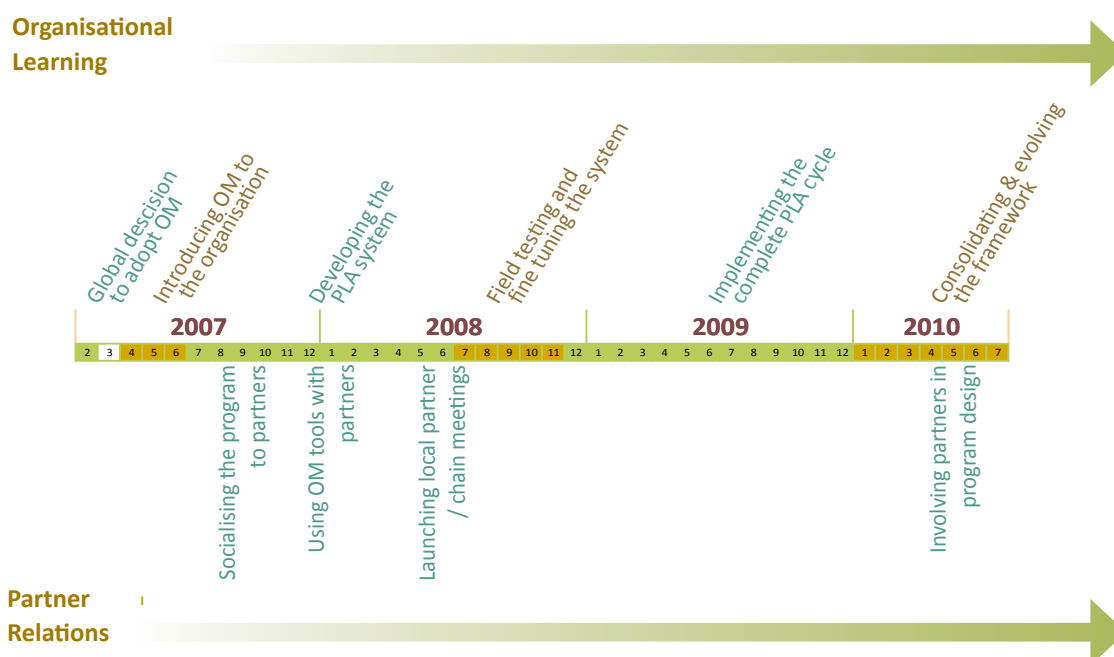 Organisational
Learning
Global descision
to adopt OM
Introducing OM to
the organisation
Developing the
PLA system
Field testing and
fine tuning the system
Implementing the
complete PLA cycle
Consolidating & evolving
the framework
2007 2008 2009 2010
2 3 4 5 6 7 8 9 10 11 12 1 2 3 4 5 6 7 8 9 10 11 12 1 2 3 4 5 6 7 8 9 10 11 12 1 2 3 4 5 6 7
Socialising the program
to partners
Using OM tools with
partners
Launching local partner
/ chain meetings
Involving partners in
program design
Partner
Relations